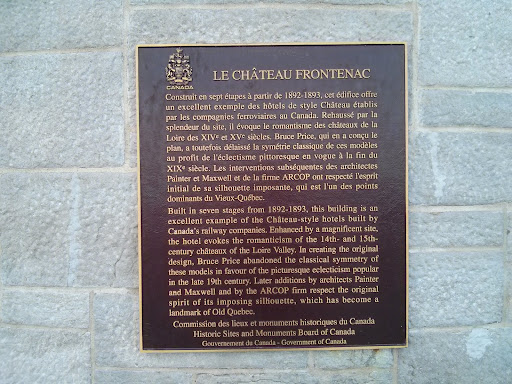 CANADA
LE CHÂTEAU FRONTENAC
Construit en sept étapes à partir de 1892-1893, cet édifice offre
un excellent exemple des hôtels de style Château établis
par les compagnies ferroviaires au Canada. Rehaussé par la
splendeur du site, il évoque le romantisme des châteaux de la
Loire des XIVe et XVe siècles. Bruce Price, qui en a conçu le
plan, a toutefois délaissé la symétrie classique de ces modèles
au profit de l'éclectisme pittoresque en vogue à la fin du
XIXe siècle. Les interventions subséquentes des architectes
Painter et Maxwell et de la firme ARCOP ont respecté l'esprit
initial de sa silhouette imposante, qui est l'un des points
dominants du Vieux-Québec.
Built in seven stages from 1892-1893, this building is an
excellent example of the Château-style hotels built by
Canada's railway companies. Enhanced by a magnificent site,
the hotel evokes the romanticism of the 14th- and 15th-
century châteaux of the Loire Valley. In creating the original
design, Bruce Price abandoned the classical symmetry of
these models in favour of the picturesque eclecticism popular
in the late 19th century. Later additions by architects Painter
and Maxwell and by the ARCOP firm respect the original
spirit of its imposing silhouette, which has become a
landmark of Old Quebec.
Commission des lieux et monuments historiques du Canada
Historic Sites and Monuments Board of Canada
Gouvernement du Canada - Government of Canada